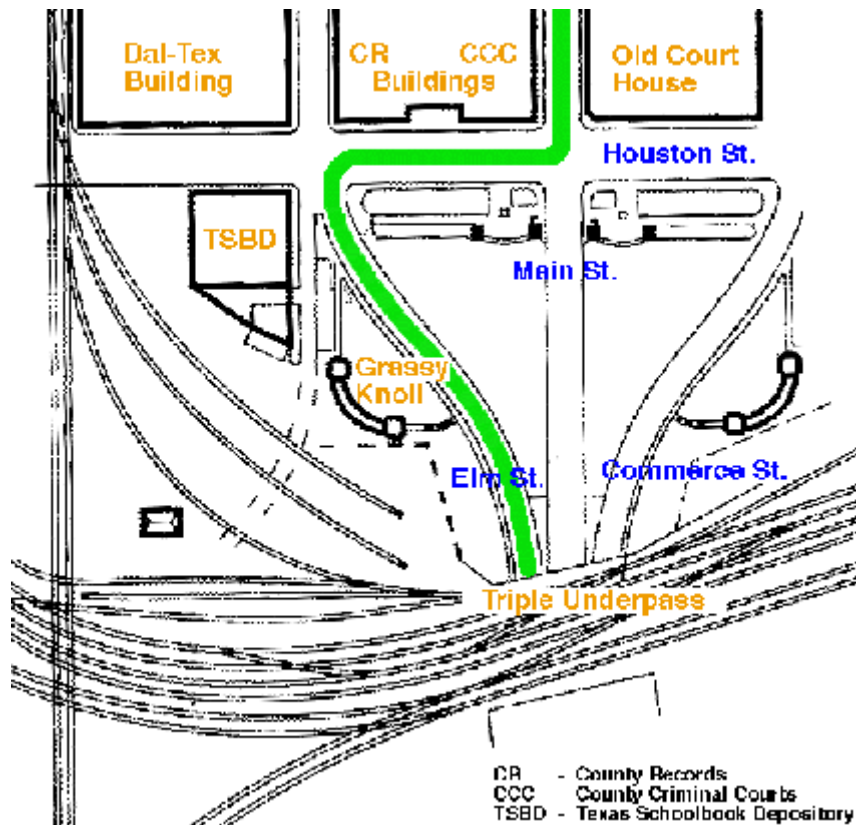 Dal-Tex
Building
CR CCC
Buildings
Old Court
House
Houston St.
TSBD
Main St.
Grassy
Knoll
Elm St.
Commerce St.
Triple Underpass
CR - County Records
CCC County Criminal Courts
TSBD - Texas Schoolbook Depository